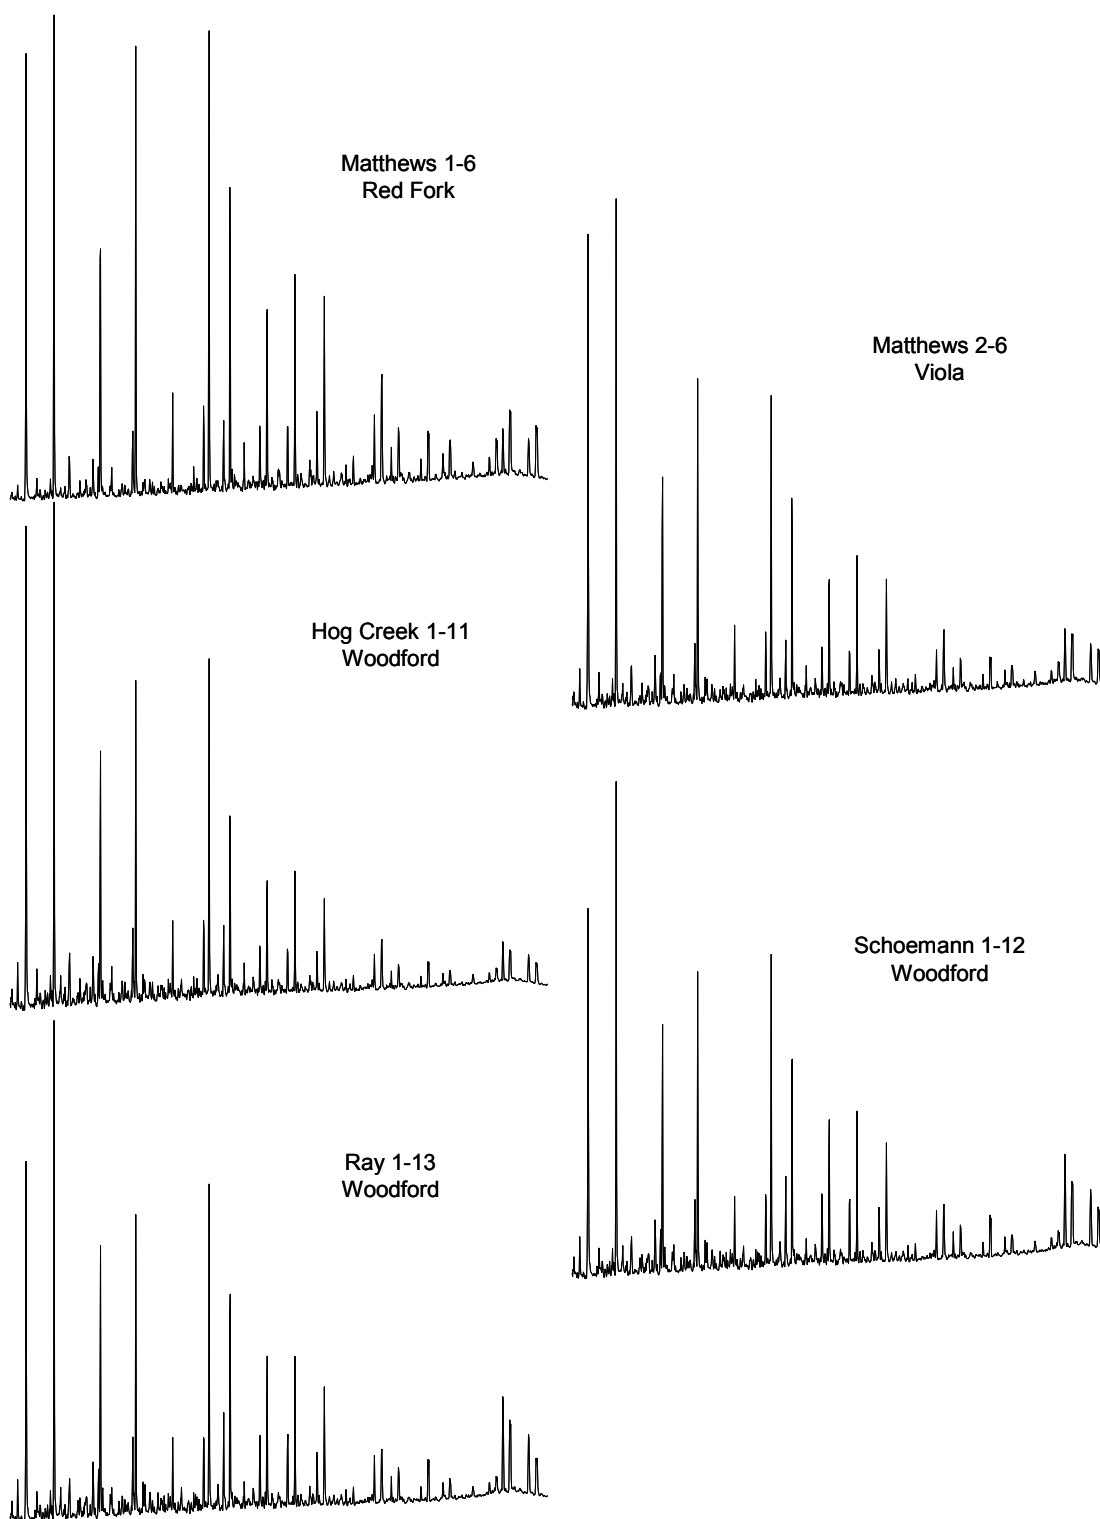 Matthews 1-6
Red Fork
Matthews 2-6
Viola
Hog Creek 1-11
Woodford
Schoemann 1-12
Woodford
Ray 1-13
Woodford